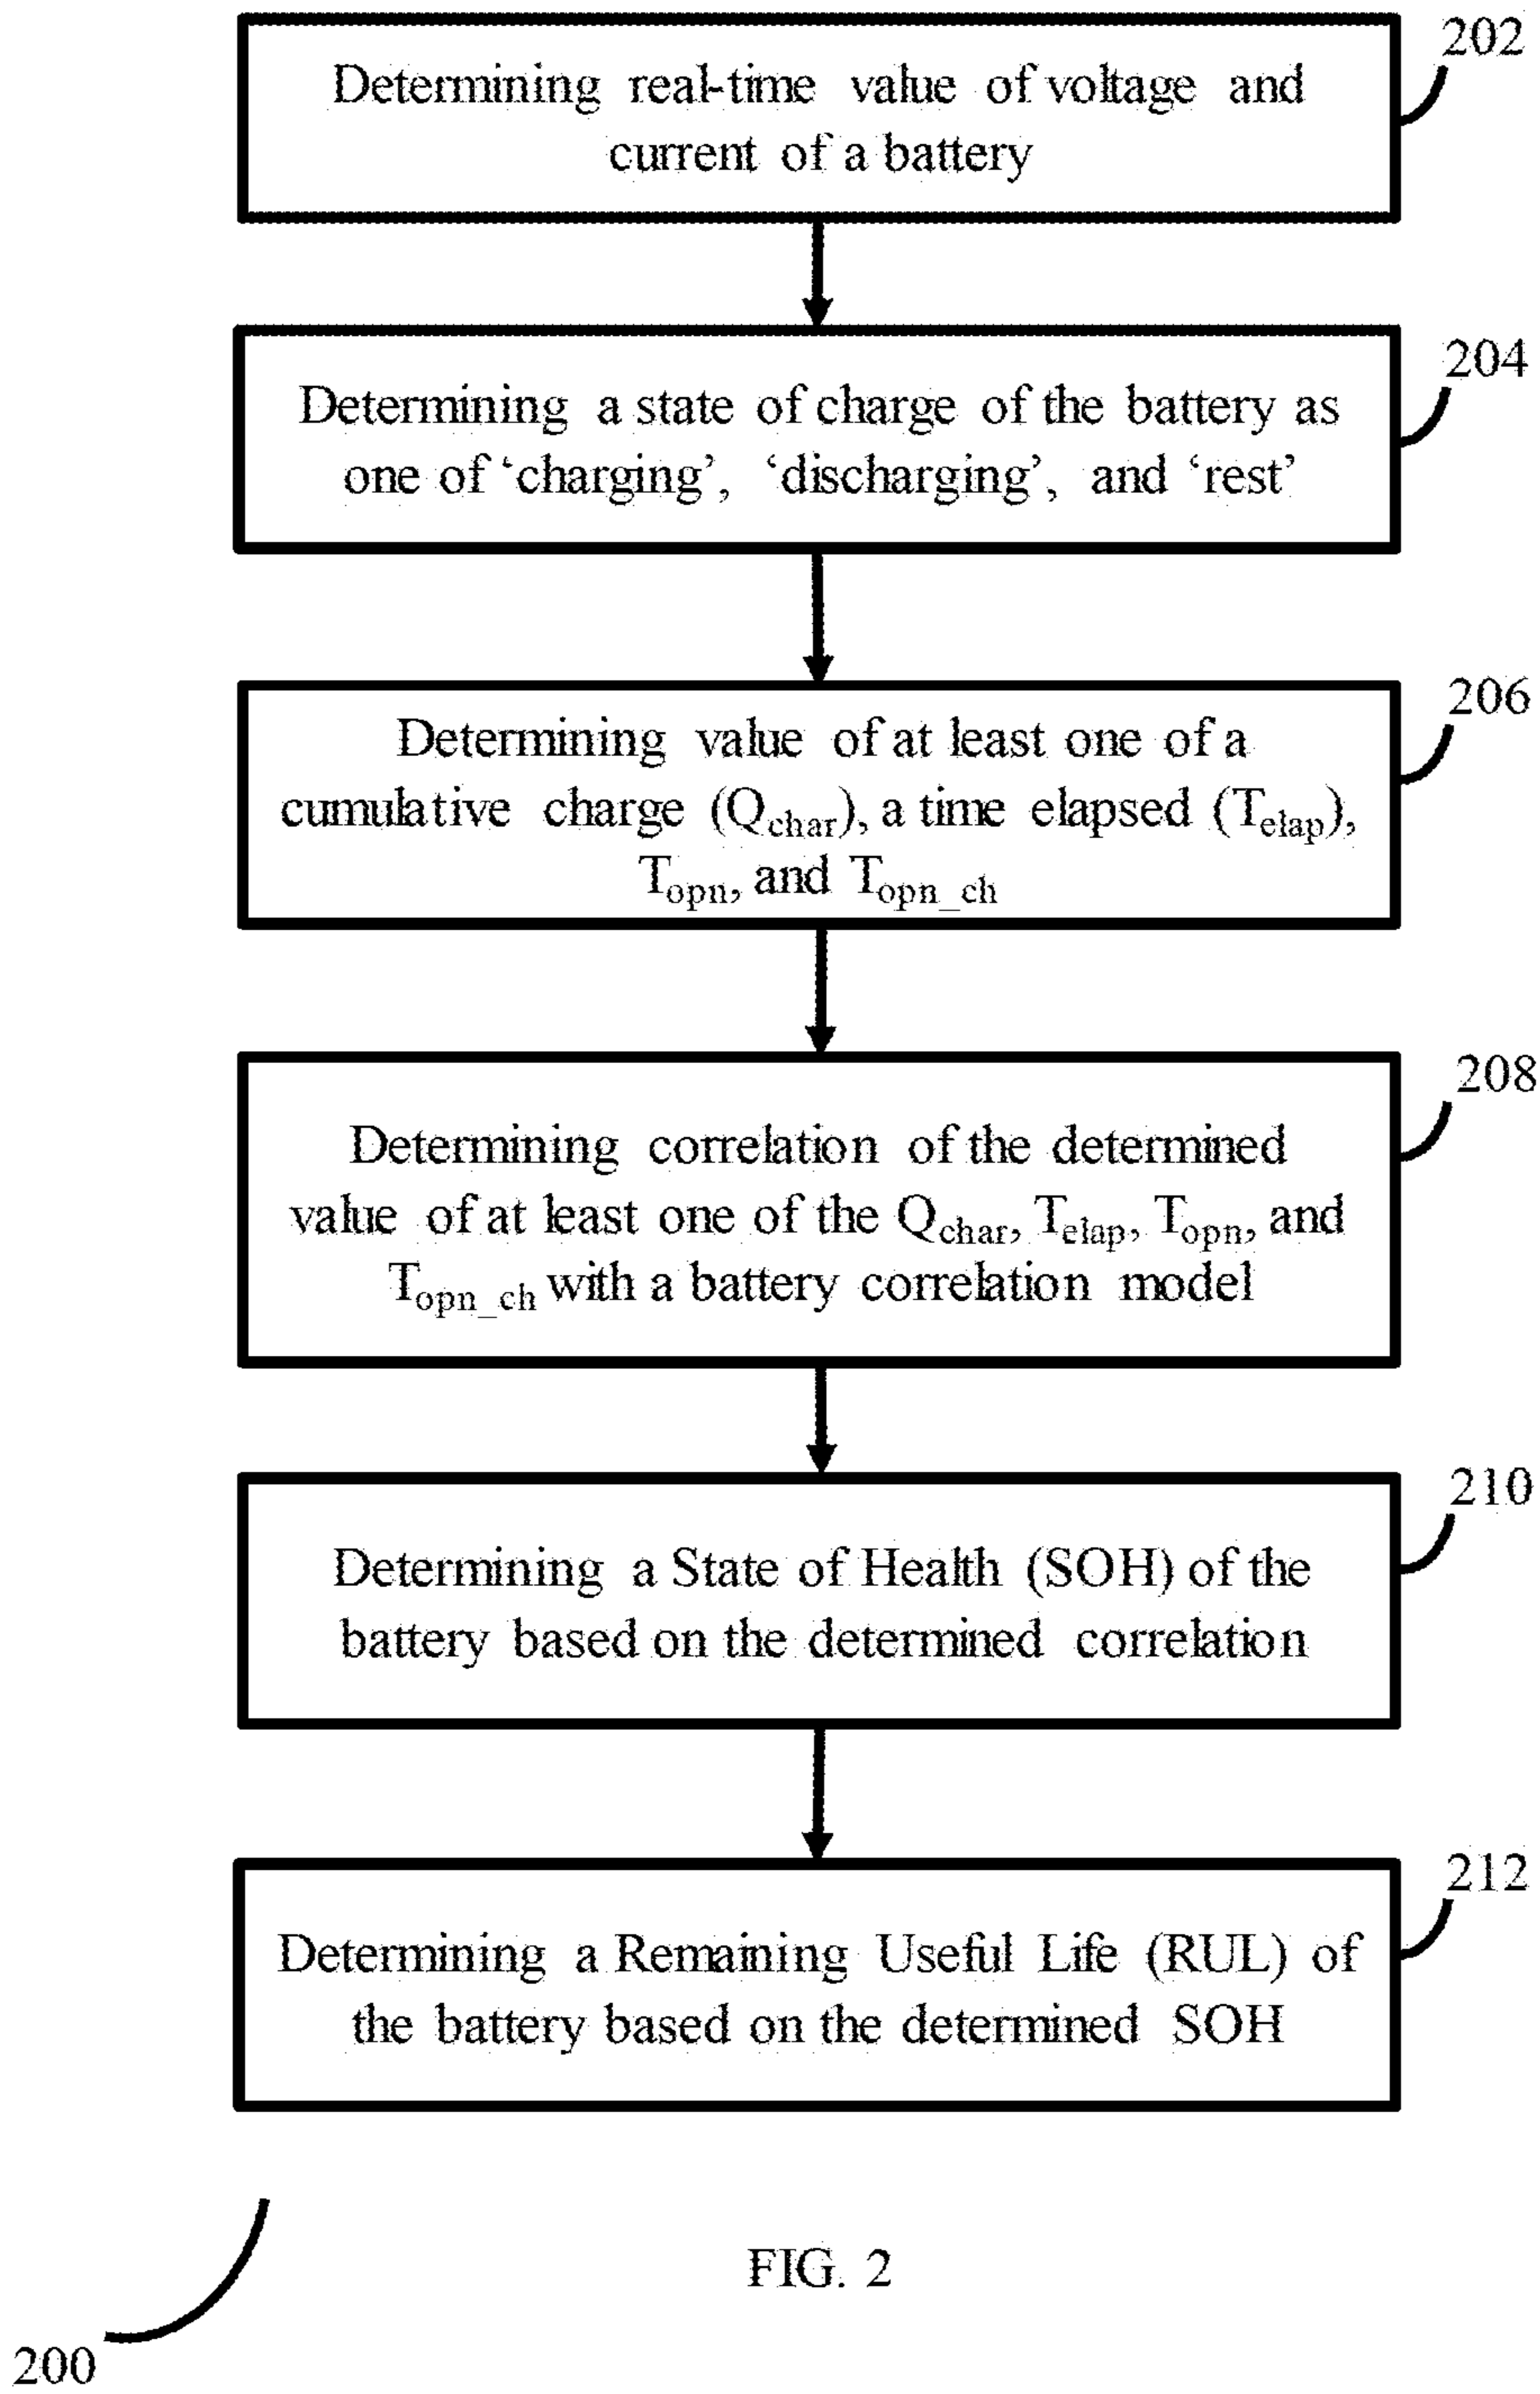 202
Determining real-time value of voltage and
current of a battery
204
Determining a state of charge of the battery as
one of ‘charging’, ‘discharging’, and ‘rest’
206
Determining value of at least one of a
cumulative charge (Qchar), a time elapsed (Telap),
Topn, and Topn_ch
208
Determining correlation of the determined
value of at least one of the Qchar, Telap, Topn, and
Topn_ch with a battery correlation model
210
Determining a State of Health (SOH) of the
battery based on the determined correlation
212
Determining a Remaining Useful Life (RUL) of
the battery based on the determined SOH
FIG. 2
200